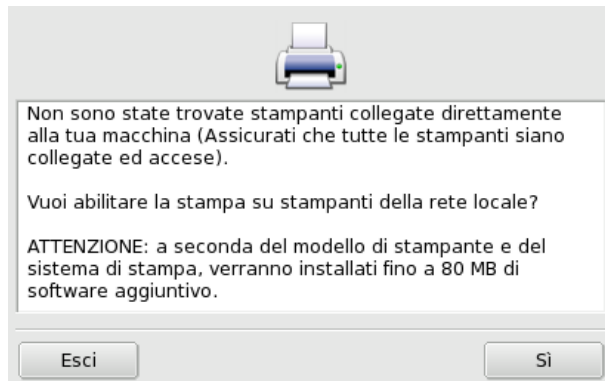 Non sono state trovate stampanti collegate direttamente
alla tua macchina (Assicurati che tutte le stampanti siano
collegate ed accese).
Vuoi abilitare la stampa su stampanti della rete locale?
ATTENZIONE: a seconda del modello di stampante e del
sistema di stampa, verranno installati fino a 80 MB di
software aggiuntivo.
Esci
Sì